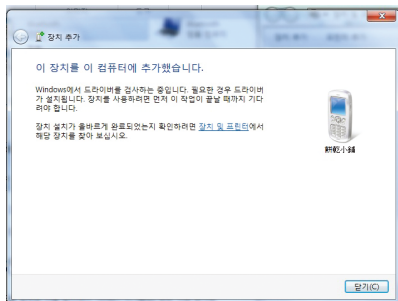 장치 추가
이 장치를 이 컴퓨터에 추가했습니다.
Windows에서 드라이버를 검사하는 중입니다. 필요한 경우 드라이버
가 설치됩니다. 장치를 사용하려면 먼저 이 작업이 끝날 때까지 기다
려야 합니다.
장치 설치가 올바르게 완료되었는지 확인하려면 장치 및 프린터에서
해당 장치를 찾아 보십시오.
餅乾小鋪
닫기(C)